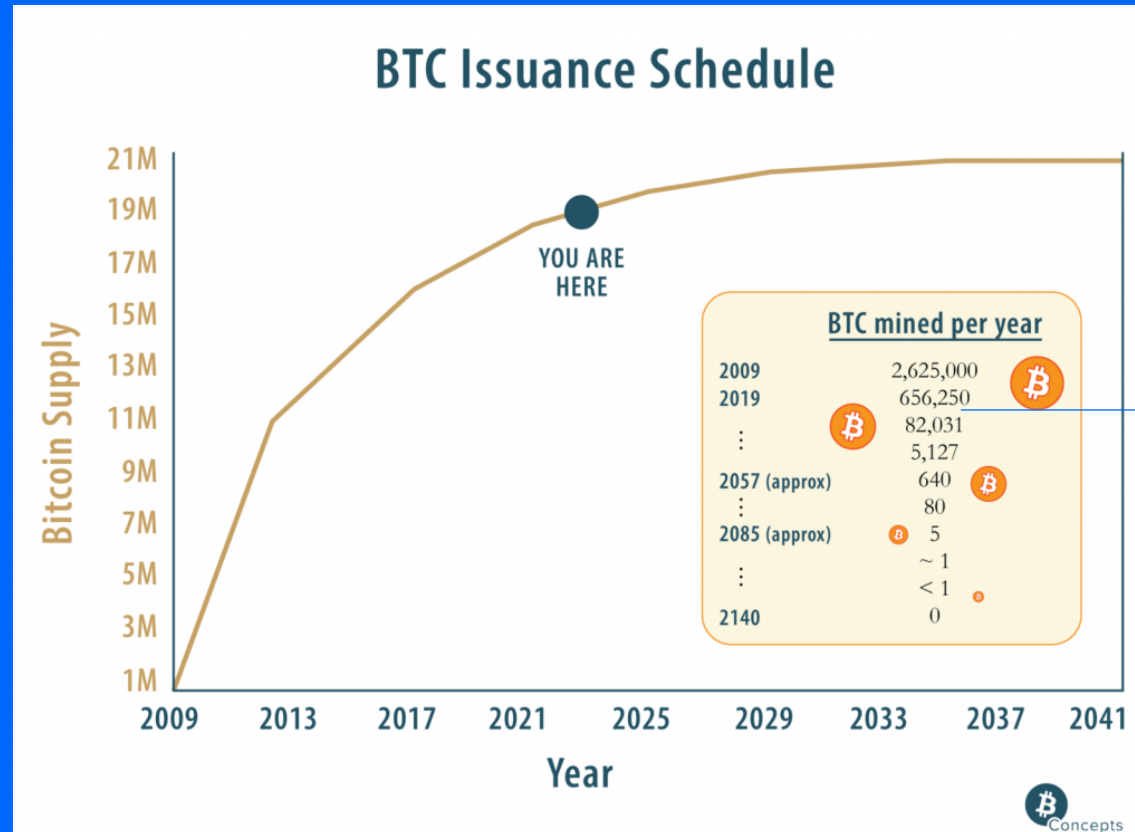 BTC Issuance Schedule
21M
19M
17M
15M
13M
11M
9M
7M
5M
3M
1M
Bitcoin Supply
YOU ARE
HERE
BTC mined per year
2009 2,625,000
2019 656,250
⋮ 82,031
5,127
2057 (approx) 640
⋮ 80
2085 (approx) 5
~ 1
⋮ < 1
2140 0
2009 2013 2017 2021 2025 2029 2033 2037 2041
Year
Concepts